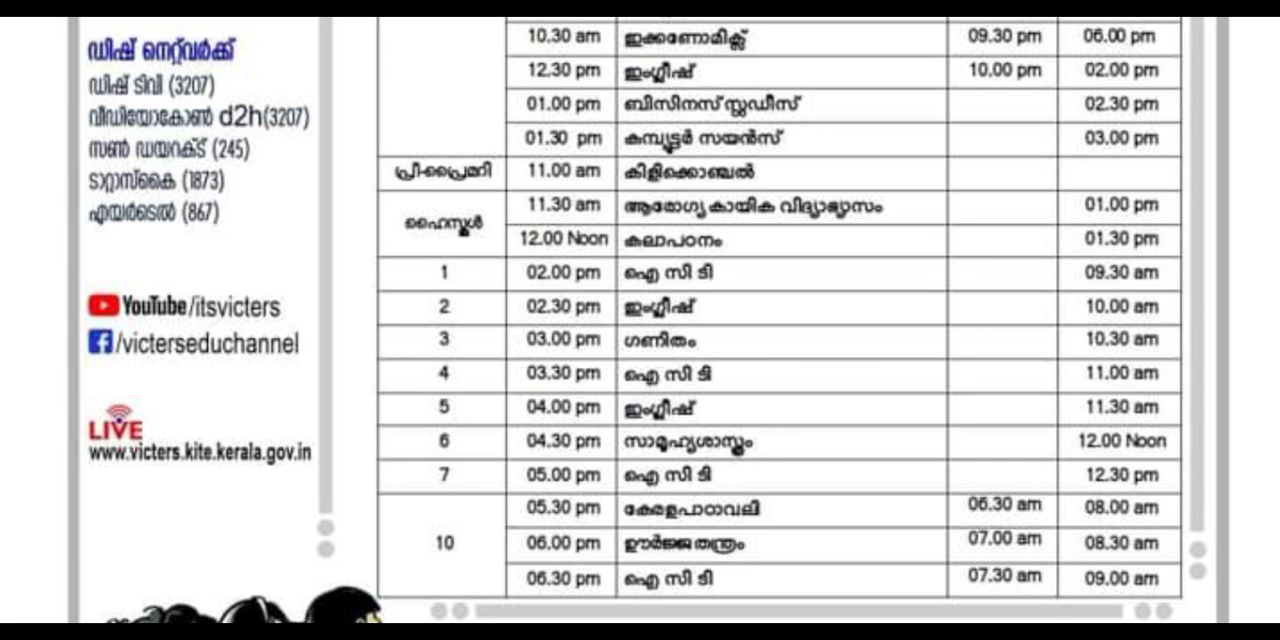 ഡിഷ് നെറ്റ്‌വർക്ക്
ഡിഷ് ടിവി (3207)
വീഡിയോകോൺ d2h(3207)
സൺ ഡയറക്ട് (245)
ടാറ്റാസ്കൈ (1873)
എയർടെൽ (867)
YouTube/itsvicters
/victerseduchannel
LIVE
www.victers.kite.kerala.gov.in
10.30 am ഇക്കണോമിക്സ് 09.30 pm 06.00 pm
12.30 pm ഇംഗ്ലീഷ് 10.00 pm 02.00 pm
01.00 pm ബിസിനസ് സ്റ്റഡീസ് 02.30 pm
01.30 pm കമ്പ്യൂട്ടർ സയൻസ് 03.00 pm
പ്രീ-പ്രൈമറി 11.00 am കിളിക്കൊഞ്ചൽ
ഹൈസ്കൂൾ 11.30 am ആരോഗ്യ കായിക വിദ്യാഭ്യാസം 01.00 pm
12.00 Noon കലാപഠനം 01.30 pm
1 02.00 pm ഐ സി ടി 09.30 am
2 02.30 pm ഇംഗ്ലീഷ് 10.00 am
3 03.00 pm ഗണിതം 10.30 am
4 03.30 pm ഐ സി ടി 11.00 am
5 04.00 pm ഇംഗ്ലീഷ് 11.30 am
6 04.30 pm സാമൂഹ്യശാസ്ത്രം 12.00 Noon
7 05.00 pm ഐ സി ടി 12.30 pm
05.30 pm കേരളപാഠാവലി 06.30 am 08.00 am
10 06.00 pm ഊർജ്ജതന്ത്രം 07.00 am 08.30 am
06.30 pm ഐ സി ടി 07.30 am 09.00 am